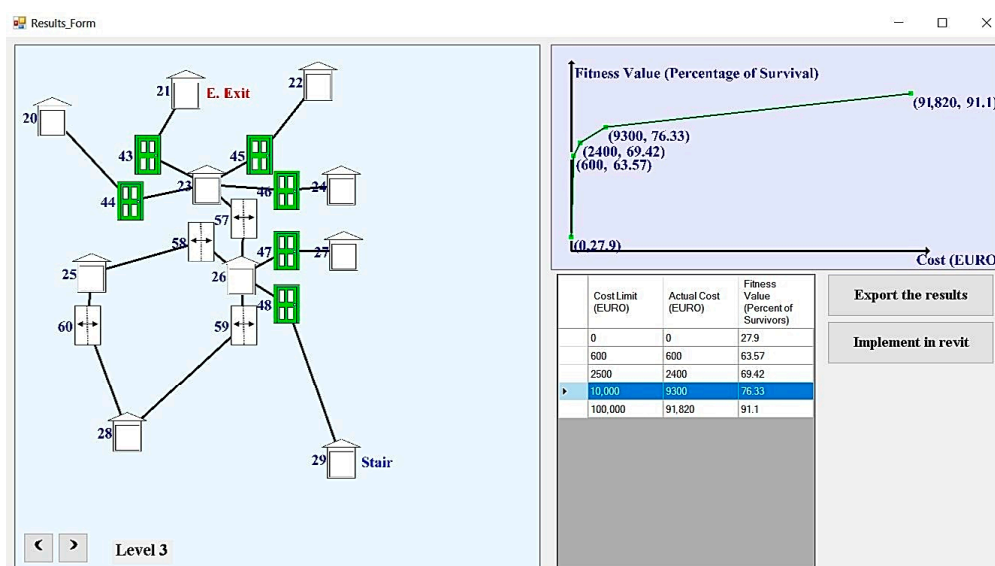 Results_Form
22
21
E. Exit
20
43
45
23
46
24
44
57
58
47
27
25
26
48
60
59
28
29
Stair
Level 3
Fitness Value (Percentage of Survival)
(91,820, 91.1)
(9300, 76.33)
(2400, 69.42)
(600, 63.57)
(0,27.9)
Cost (EURO
Cost Limit (EURO)
Actual Cost (EURO)
Fitness Value (Percent of Survivors)
0 0 27.9
600 600 63.57
2500 2400 69.42
10,000 9300 76.33
100,000 91,820 91.1
Export the results
Implement in revit